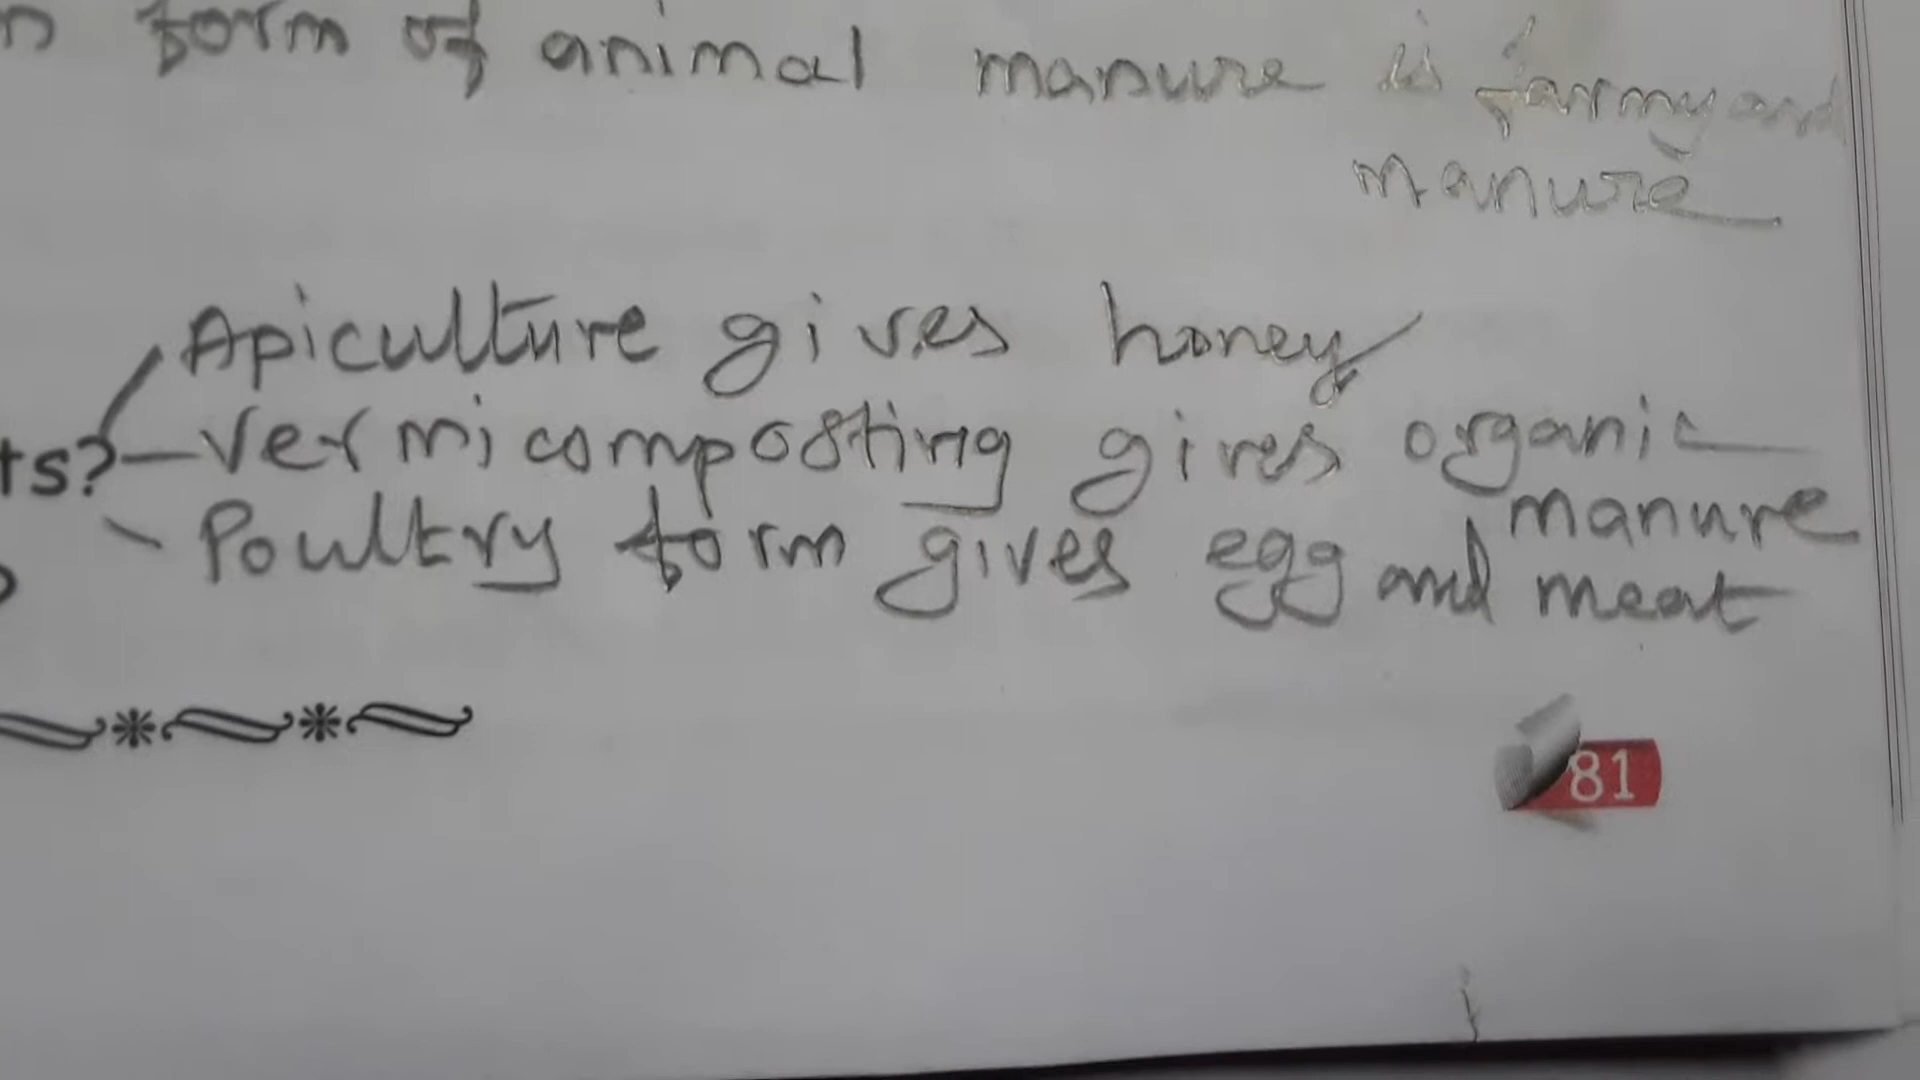 n form of animal manure is farmyard
manure
Apiculture gives honey
ts? – Vermicomposting gives organic
manure
Poultry form gives egg and meat
81